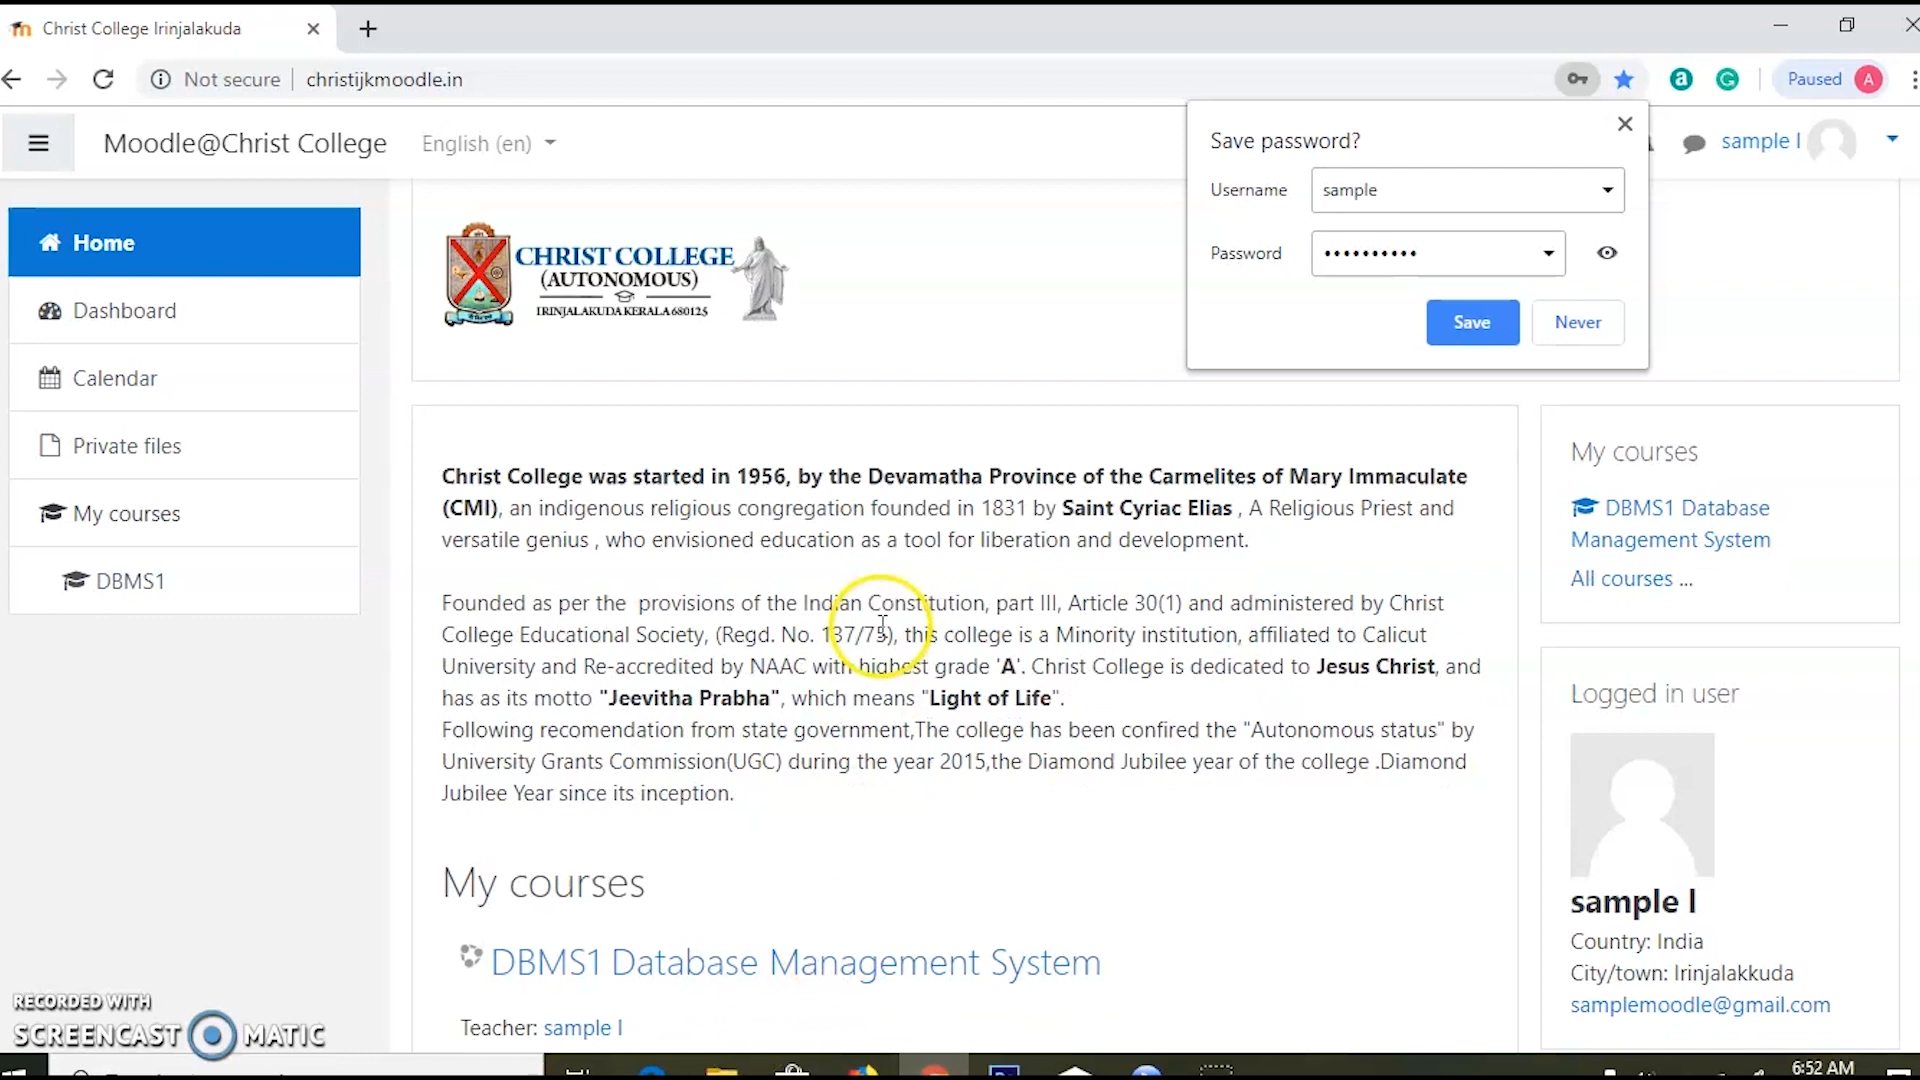 Christ College Irinjalakuda
Not secure christijkmoodle.in Paused A
Moodle@Christ College English (en) sample l
Save password?
Username sample
Password ••••••••••
Save Never
Home
Dashboard
Calendar
Private files
My courses
DBMS1
CHRIST COLLEGE
(AUTONOMOUS)
IRINJALAKUDA KERALA 680125
Christ College was started in 1956, by the Devamatha Province of the Carmelites of Mary Immaculate
(CMI), an indigenous religious congregation founded in 1831 by Saint Cyriac Elias , A Religious Priest and
versatile genius , who envisioned education as a tool for liberation and development.
Founded as per the provisions of the Indian Constitution, part III, Article 30(1) and administered by Christ
College Educational Society, (Regd. No. 137/73), this college is a Minority institution, affiliated to Calicut
University and Re-accredited by NAAC with highest grade 'A'. Christ College is dedicated to Jesus Christ, and
has as its motto "Jeevitha Prabha", which means "Light of Life".
Following recomendation from state government,The college has been confired the "Autonomous status" by
University Grants Commission(UGC) during the year 2015,the Diamond Jubilee year of the college .Diamond
Jubilee Year since its inception.
My courses
DBMS1 Database Management System
Teacher: sample l
My courses
DBMS1 Database
Management System
All courses ...
Logged in user
sample l
Country: India
City/town: Irinjalakkuda
samplemoodle@gmail.com
RECORDED WITH
SCREENCAST MATIC
6:52 AM